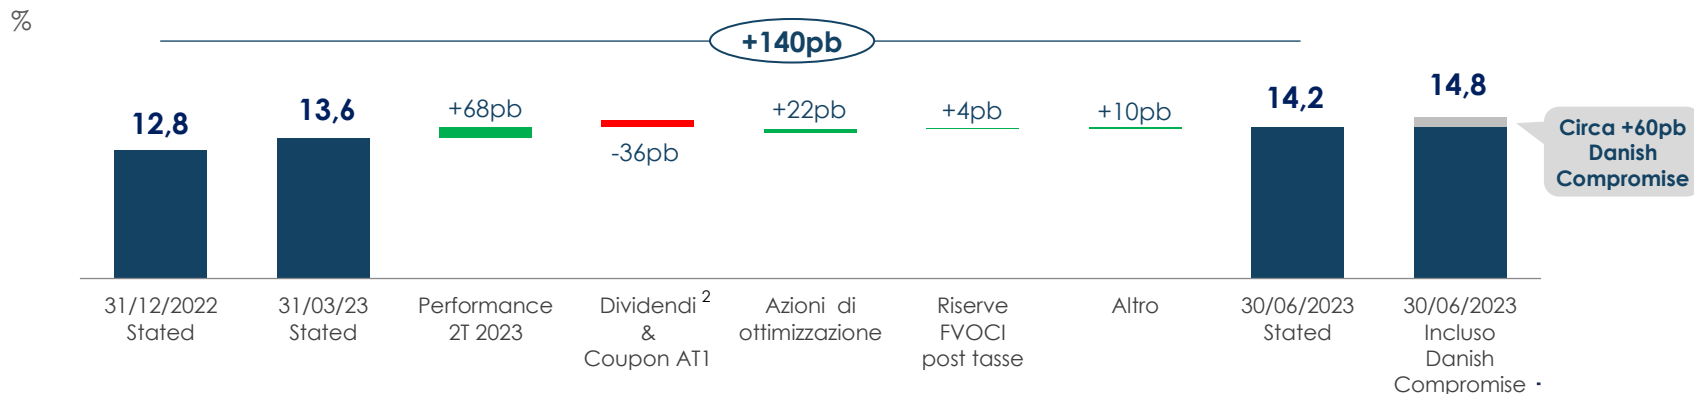 %
+140pb
12,8
13,6
+68pb
-36pb
+22pb
+4pb
+10pb
14,2
14,8
Circa +60pb
Danish
Compromise
31/12/2022
Stated
31/03/23
Stated
Performance
2T 2023
Dividendi 2
&
Coupon AT1
Azioni di
ottimizzazione
Riserve
FVOCI
post tasse
Altro
30/06/2023
Stated
30/06/2023
Incluso
Danish
Compromise